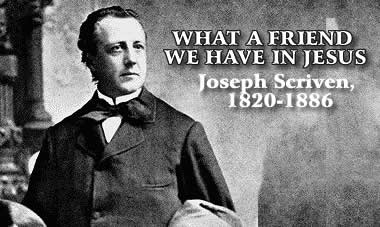 WHAT A FRIEND
WE HAVE IN JESUS
Joseph Scriven,
1820-1886